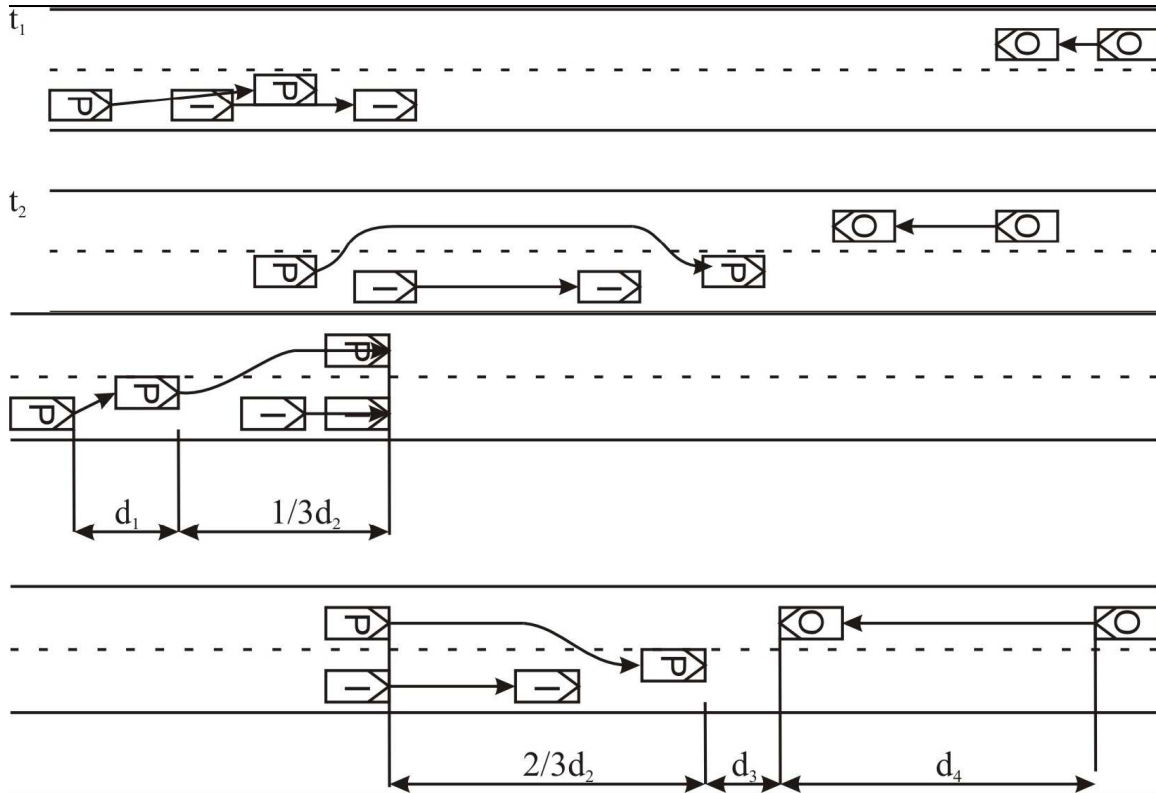 t₁
O O
P I P I
t₂
O O
P I I P
P P P
I I
d₁ 1/3d₂
P O O
I I P
2/3d₂ d₃ d₄